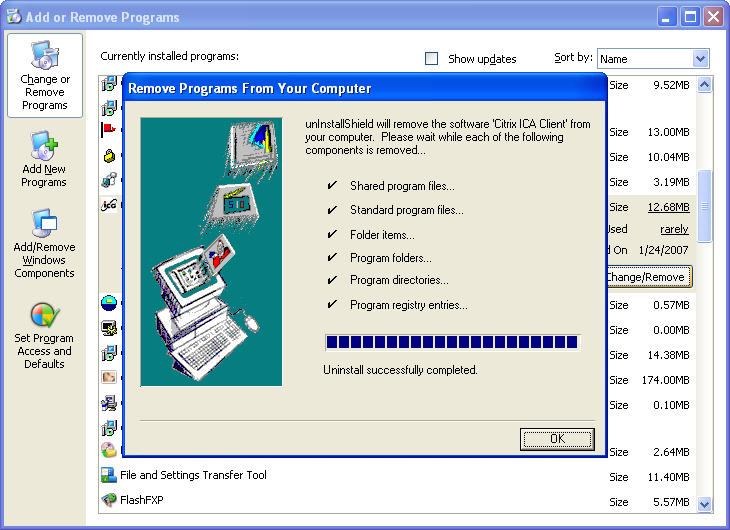 Add or Remove Programs
Currently installed programs:
Show updates
Sort by:
Name
Change or
Remove
Programs
Add New
Programs
Add/Remove
Windows
Components
Set Program
Access and
Defaults
Remove Programs From Your Computer
unInstallShield will remove the software 'Citrix ICA Client' from
your computer. Please wait while each of the following
components is removed...
Shared program files...
Standard program files...
Folder items...
Program folders...
Program directories...
Program registry entries...
Uninstall successfully completed.
OK
Size 9.52MB
Size 13.00MB
Size 10.04MB
Size 3.19MB
Size 12.68MB
rarely
On 1/24/2007
Change/Remove
Size 0.57MB
Size 0.00MB
Size 14.38MB
Size 174.00MB
Size 0.10MB
Size 2.64MB
File and Settings Transfer Tool
Size 11.40MB
FlashFXP
Size 5.57MB